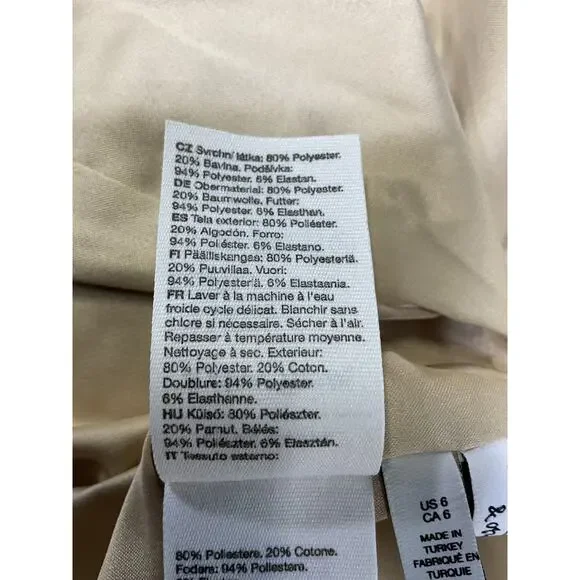 CZ Svrchní látka: 80% Polyester.
20% Bavlna. Podšívka:
94% Polyester. 6% Elastan.
DE Obermaterial: 80% Polyester.
20% Baumwolle. Futter:
94% Polyester. 6% Elasthan.
ES Tela exterior: 80% Poliéster.
20% Algodón. Forro:
94% Poliéster. 6% Elastano.
FI Päälliskangas: 80% Polyesteriä.
20% Puuvillaa. Vuori:
94% Polyesteriä. 6% Elastaania.
FR Laver à la machine à l'eau
froide cycle délicat. Blanchir sans
chlore si nécessaire. Sécher à l'air.
Repasser à température moyenne.
Nettoyage à sec. Exterieur:
80% Polyester. 20% Coton.
Doublure: 94% Polyester.
6% Elasthanne.
HU Külső: 80% Poliészter.
20% Pamut. Bélés:
94% Poliészter. 6% Elasztán.
IT Tessuto esterno:
80% Poliestere. 20% Cotone.
Fodera: 94% Poliestere.
6% Elastan
US 6
CA 6
MADE IN
TURKEY
FABRIQUÉ EN
TURQUIE